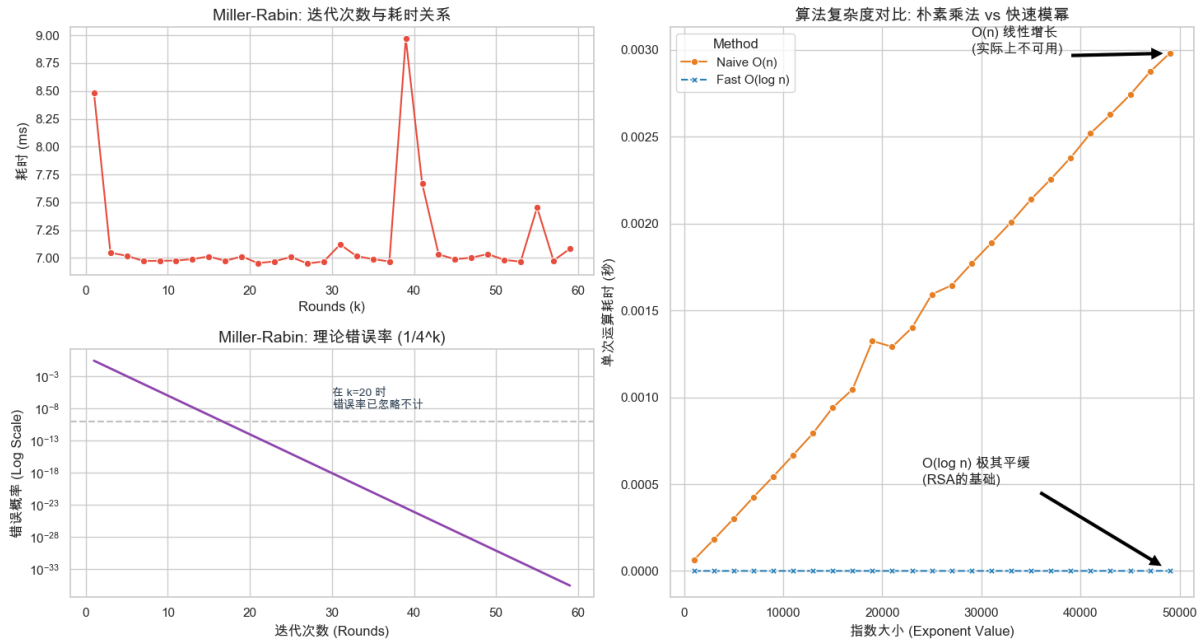 Miller-Rabin: 迭代次数与耗时关系
9.00
8.75
8.50
8.25
8.00
7.75
7.50
7.25
7.00
耗时 (ms)
0
10
20
30
40
50
60
Rounds (k)
Miller-Rabin: 理论错误率 (1/4^k)
10^-3
10^-8
10^-13
10^-18
10^-23
10^-28
10^-33
错误概率 (Log Scale)
在 k=20 时
错误率已忽略不计
0
10
20
30
40
50
60
迭代次数 (Rounds)
算法复杂度对比: 朴素乘法 vs 快速模幂
Method
Naive O(n)
Fast O(log n)
O(n) 线性增长
(实际上不可用)
0.0030
0.0025
0.0020
0.0015
0.0010
0.0005
0.0000
单次运算耗时 (秒)
O(log n) 极其平缓
(RSA的基础)
0
10000
20000
30000
40000
50000
指数大小 (Exponent Value)